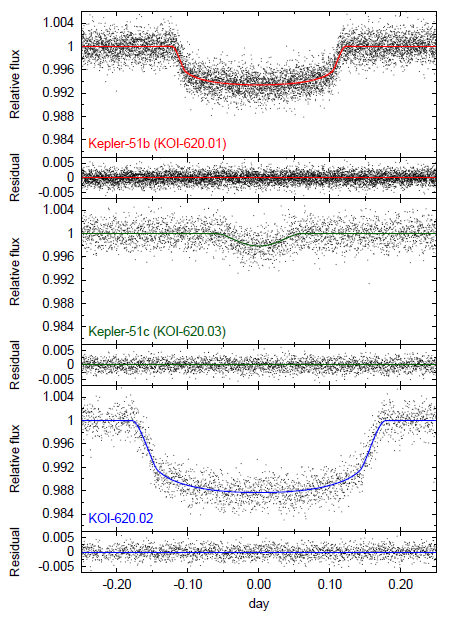 1.004
1
0.996
0.992
0.988
0.984
Relative flux
Kepler-51b (KOI-620.01)
0.005
0
-0.005
Residual
1.004
1
0.996
0.992
0.988
0.984
Relative flux
Kepler-51c (KOI-620.03)
0.005
0
-0.005
Residual
1.004
1
0.996
0.992
0.988
0.984
Relative flux
KOI-620.02
0.005
0
-0.005
Residual
-0.20 -0.10 0.00 0.10 0.20
day